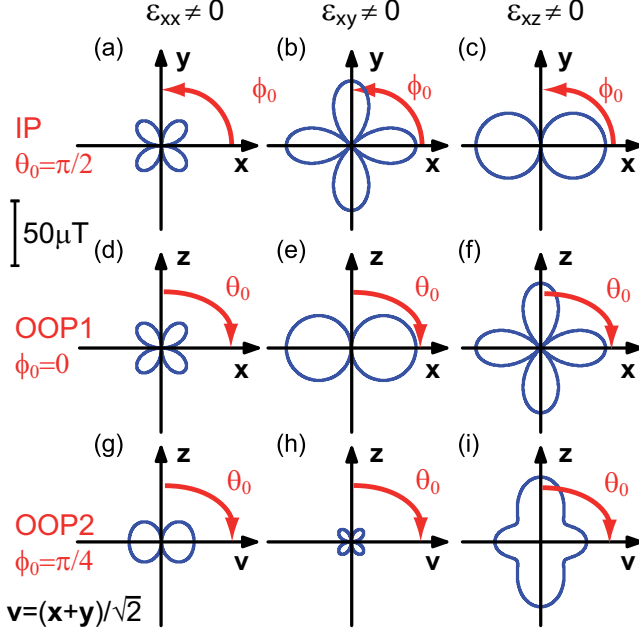 εxx ≠ 0 εxy ≠ 0 εxz ≠ 0
(a) (b) (c)
y y y
ϕ0 ϕ0 ϕ0
IP
θ0=π/2
x x x
50μT
(d) (e) (f)
z z z
θ0 θ0 θ0
OOP1
ϕ0=0
x x x
(g) (h) (i)
z z z
θ0 θ0 θ0
OOP2
ϕ0=π/4
v v v
v=(x+y)/√2